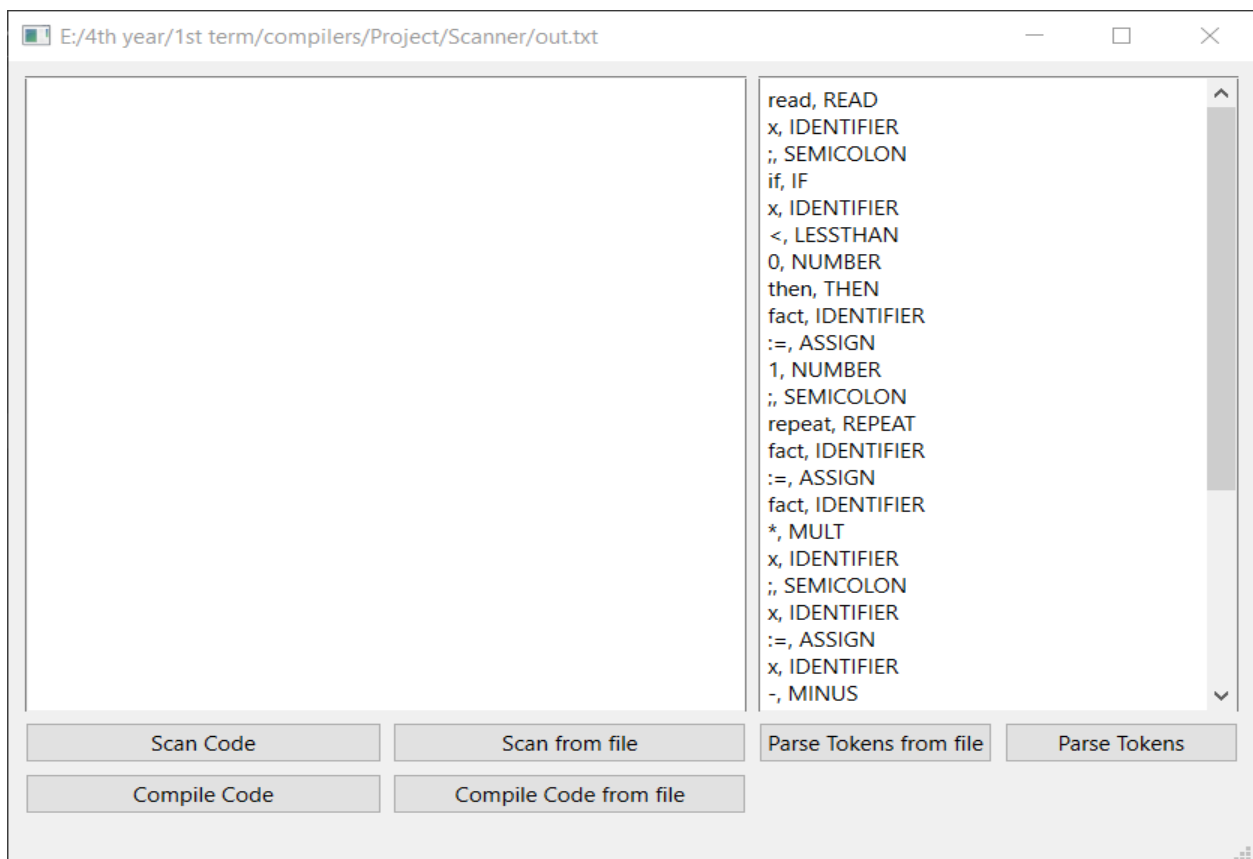 E:/4th year/1st term/compilers/Project/Scanner/out.txt
read, READ
x, IDENTIFIER
;, SEMICOLON
if, IF
x, IDENTIFIER
<, LESSTHAN
0, NUMBER
then, THEN
fact, IDENTIFIER
:=, ASSIGN
1, NUMBER
;, SEMICOLON
repeat, REPEAT
fact, IDENTIFIER
:=, ASSIGN
fact, IDENTIFIER
*, MULT
x, IDENTIFIER
;, SEMICOLON
x, IDENTIFIER
:=, ASSIGN
x, IDENTIFIER
-, MINUS
Scan Code Scan from file Parse Tokens from file Parse Tokens
Compile Code Compile Code from file